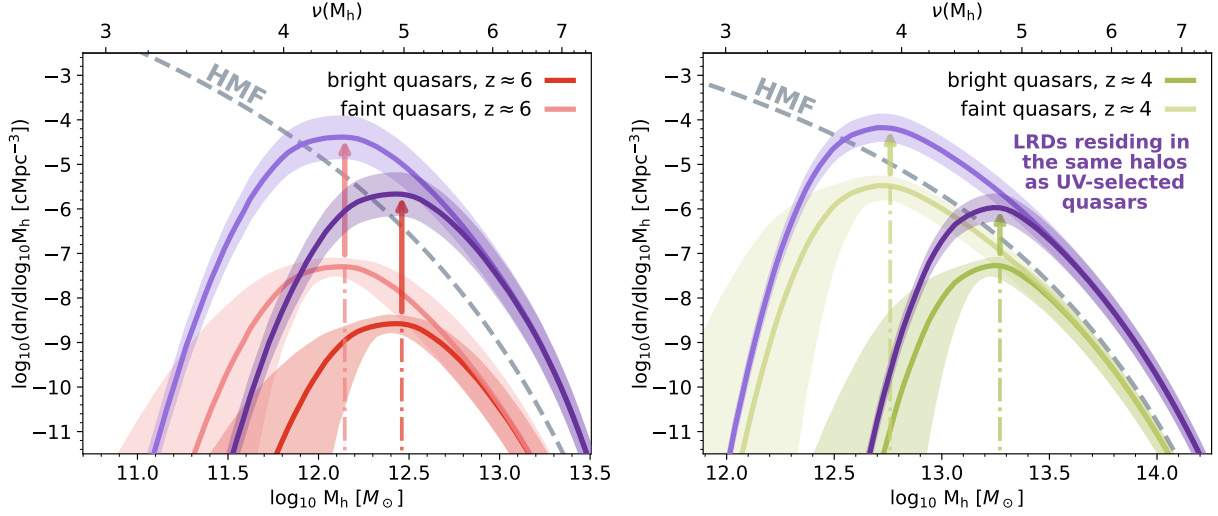 ν(Mₕ)
3 4 5 6 7
HMF
bright quasars, z ≈ 6
faint quasars, z ≈ 6
log₁₀(dn/dlog₁₀Mₕ [cMpc⁻³])
−3
−4
−5
−6
−7
−8
−9
−10
−11
11.0 11.5 12.0 12.5 13.0 13.5
log₁₀ Mₕ [M⊙]
ν(Mₕ)
3 4 5 6 7
HMF
bright quasars, z ≈ 4
faint quasars, z ≈ 4
LRDs residing in
the same halos
as UV-selected
quasars
log₁₀(dn/dlog₁₀Mₕ [cMpc⁻³])
−3
−4
−5
−6
−7
−8
−9
−10
−11
12.0 12.5 13.0 13.5 14.0
log₁₀ Mₕ [M⊙]